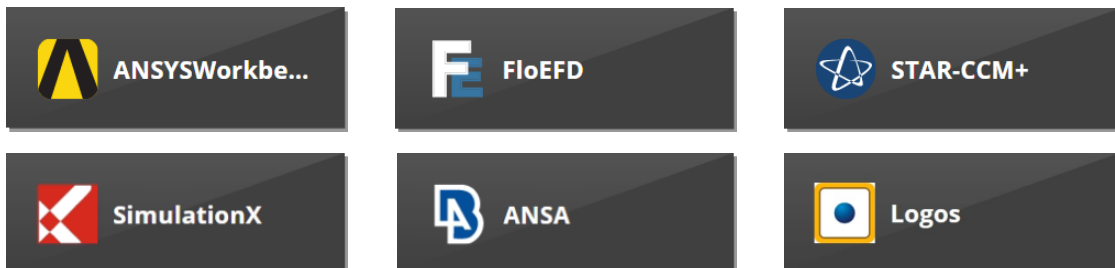 ANSYSWorkbe...
FloEFD
STAR-CCM+
SimulationX
ANSA
Logos